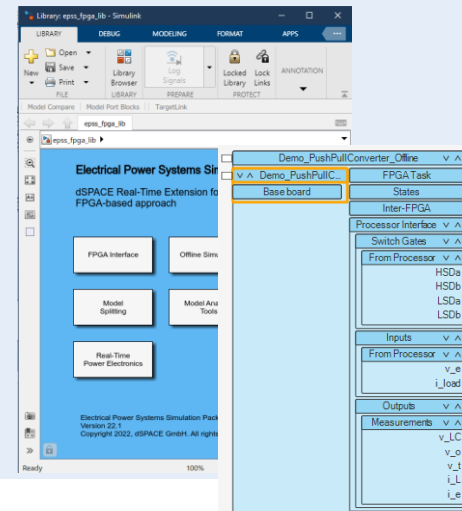 Library: epss_fpga_lib - Simulink
LIBRARY DEBUG MODELING FORMAT APPS
New
Open
Save
Print
Library Browser
Log Signals
Locked Library
Lock Links
ANNOTATION
FILE LIBRARY PREPARE PROTECT
Model Compare Model Port Blocks TargetLink
epss_fpga_lib
epss_fpga_lib
Electrical Power Systems Sir
dSPACE Real-Time Extension fo
FPGA-based approach
FPGA Interface
Offline Simu
Model
Splitting
Model Ana
Tools
Real-Time
Power Electronics
Electrical Power Systems Simulation Pack
Version 22.1
Copyright 2022, dSPACE GmbH. All rights
Ready 100%
Demo_PushPullConverter_Offline
Demo_PushPullC...
Base board
FPGA Task
States
Inter-FPGA
Processor Interface
Switch Gates
From Processor
HSDa
HSDb
LSDa
LSDb
Inputs
From Processor
v_e
i_load
Outputs
Measurements
v_LC
v_o
v_t
i_L
i_e